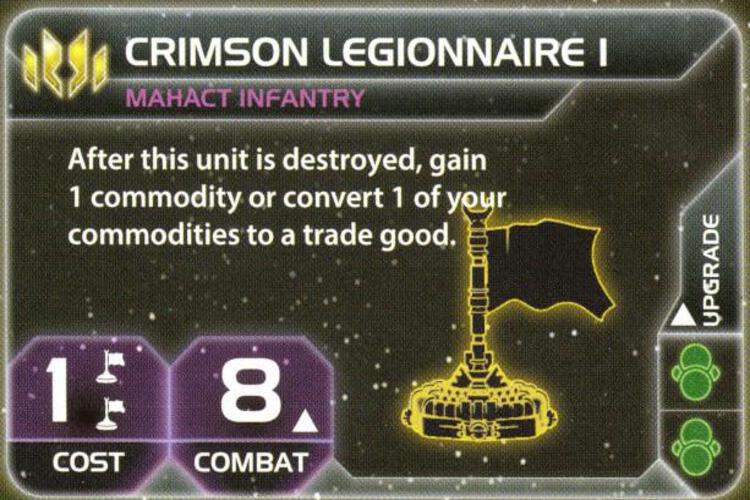 CRIMSON LEGIONNAIRE I
MAHACT INFANTRY
After this unit is destroyed, gain
1 commodity or convert 1 of your
commodities to a trade good.
UPGRADE
1
COST
8
COMBAT